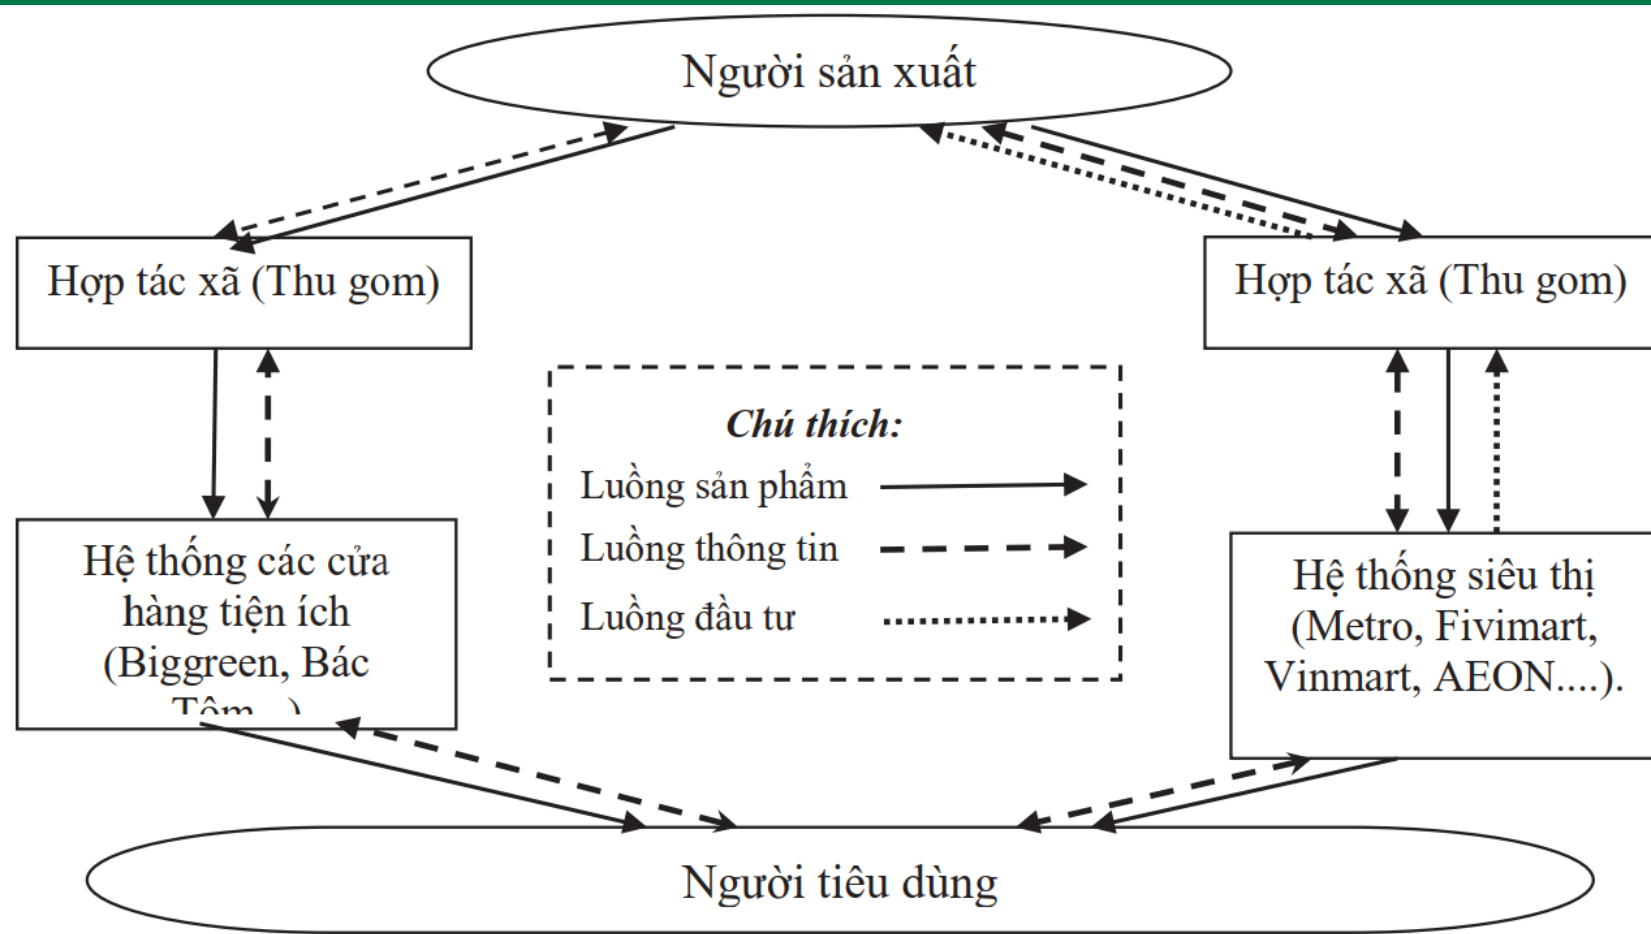 Người sản xuất
Hợp tác xã (Thu gom)
Hợp tác xã (Thu gom)
Chú thích:
Luồng sản phẩm
Luồng thông tin
Luồng đầu tư
Hệ thống các cửa
hàng tiện ích
(Biggreen, Bác
Tôm...)
Hệ thống siêu thị
(Metro, Fivimart,
Vinmart, AEON....).
Người tiêu dùng